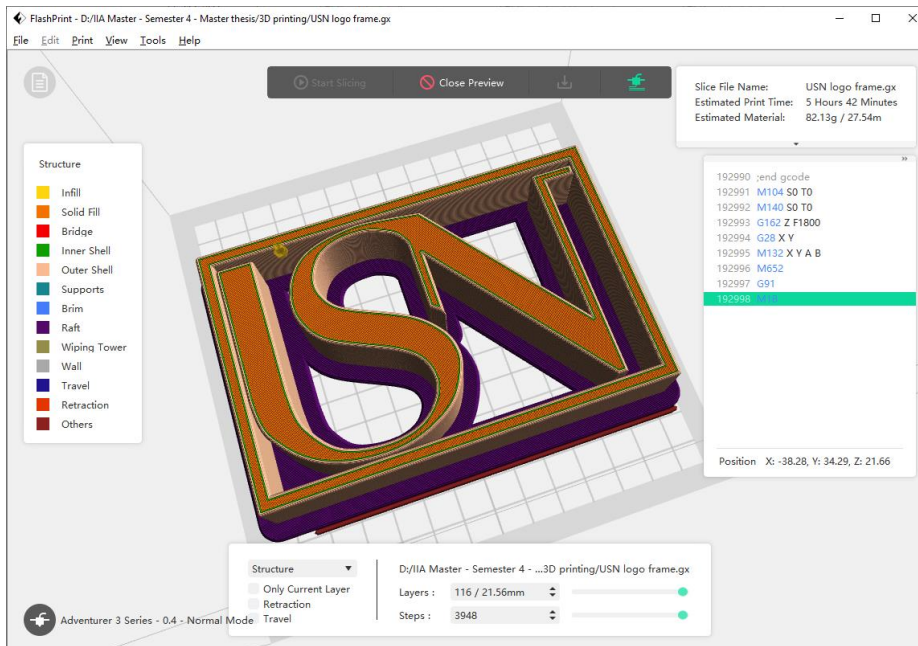 FlashPrint - D:/IIA Master - Semester 4 - Master thesis/3D printing/USN logo frame.gx
File Edit Print View Tools Help
Start Slicing
Close Preview
Slice File Name: USN logo frame.gx
Estimated Print Time: 5 Hours 42 Minutes
Estimated Material: 82.13g / 27.54m
Structure
Infill
Solid Fill
Bridge
Inner Shell
Outer Shell
Supports
Brim
Raft
Wiping Tower
Wall
Travel
Retraction
Others
192990 ;end gcode
192991 M104 S0 T0
192992 M140 S0 T0
192993 G162 Z F1800
192994 G28 X Y
192995 M132 X Y A B
192996 M652
192997 G91
192998 M18
Position X: -38.28, Y: 34.29, Z: 21.66
USN
Structure
Only Current Layer
Retraction
Travel
D:/IIA Master - Semester 4 - ...3D printing/USN logo frame.gx
Layers : 116 / 21.56mm
Steps : 3948
Adventurer 3 Series - 0.4 - Normal Mode